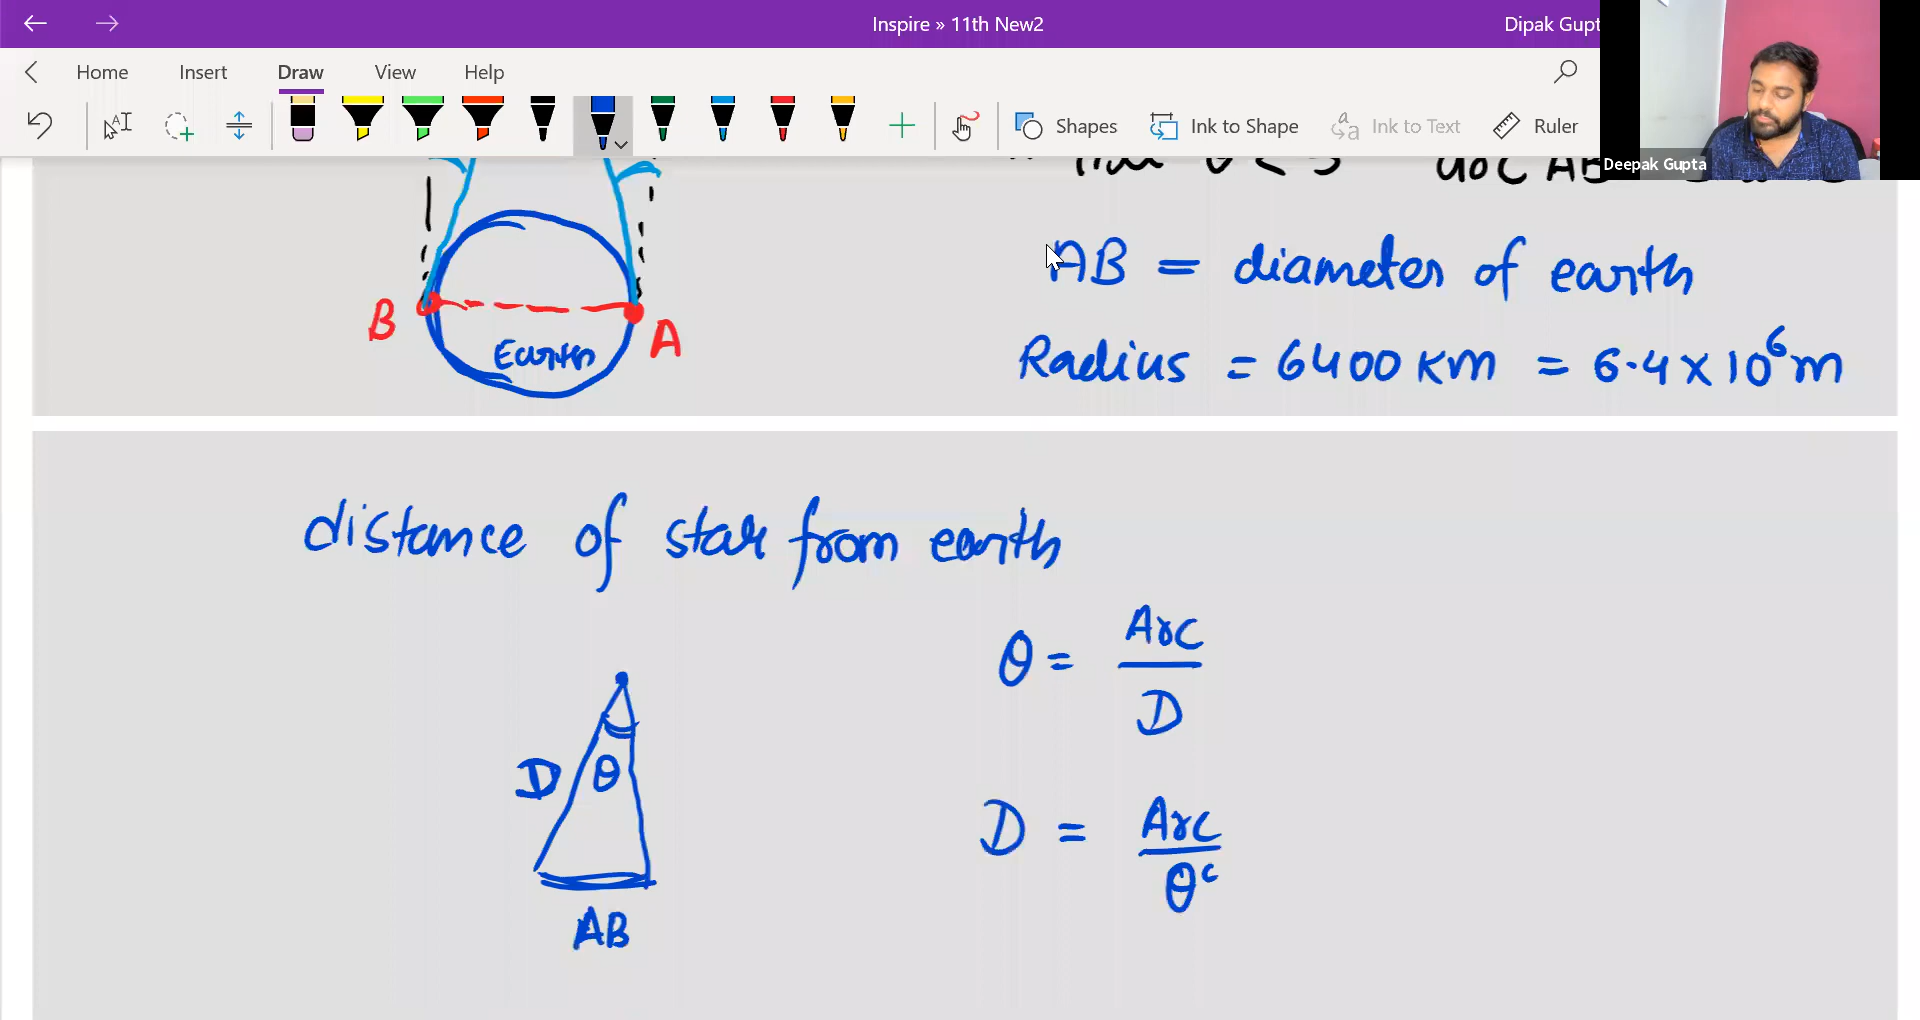 Inspire » 11th New2
Dipak Gupt
Home Insert Draw View Help
Shapes Ink to Shape Ink to Text Ruler
Deepak Gupta
AB = diameter of earth
B A
Earth
Radius = 6400 KM = 6.4 x 10⁶ m
distance of star from earth
θ = Arc / D
D θ
D = Arc / θᶜ
AB